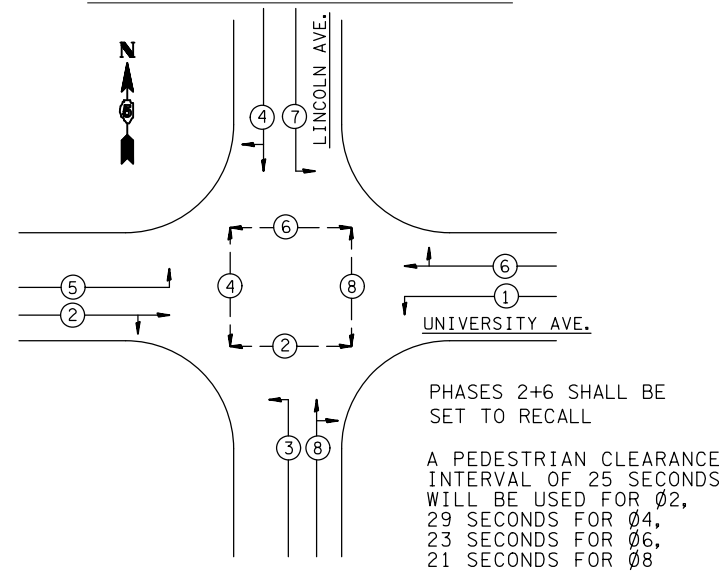 N
5
LINCOLN AVE.
4
7
6
4
8
2
6
1
5
2
UNIVERSITY AVE.
3
8
PHASES 2+6 SHALL BE
SET TO RECALL
A PEDESTRIAN CLEARANCE
INTERVAL OF 25 SECONDS
WILL BE USED FOR Ø2,
29 SECONDS FOR Ø4,
23 SECONDS FOR Ø6,
21 SECONDS FOR Ø8